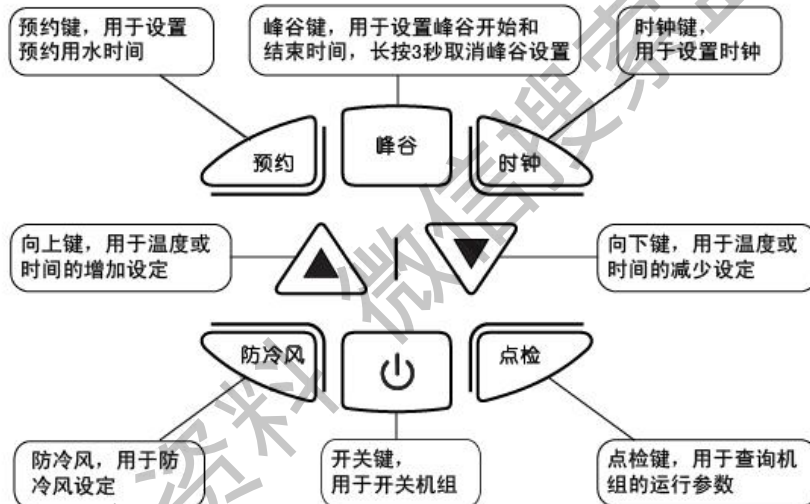 预约键，用于设置
预约用水时间
峰谷键，用于设置峰谷开始和
结束时间，长按3秒取消峰谷设置
时钟键，
用于设置时钟
预约
峰谷
时钟
向上键，用于温度或
时间的增加设定
向下键，用于温度或
时间的减少设定
防冷风
点检
防冷风，用于防
冷风设定
开关键，
用于开关机组
点检键，用于查询机
组的运行参数
资料 微信搜索